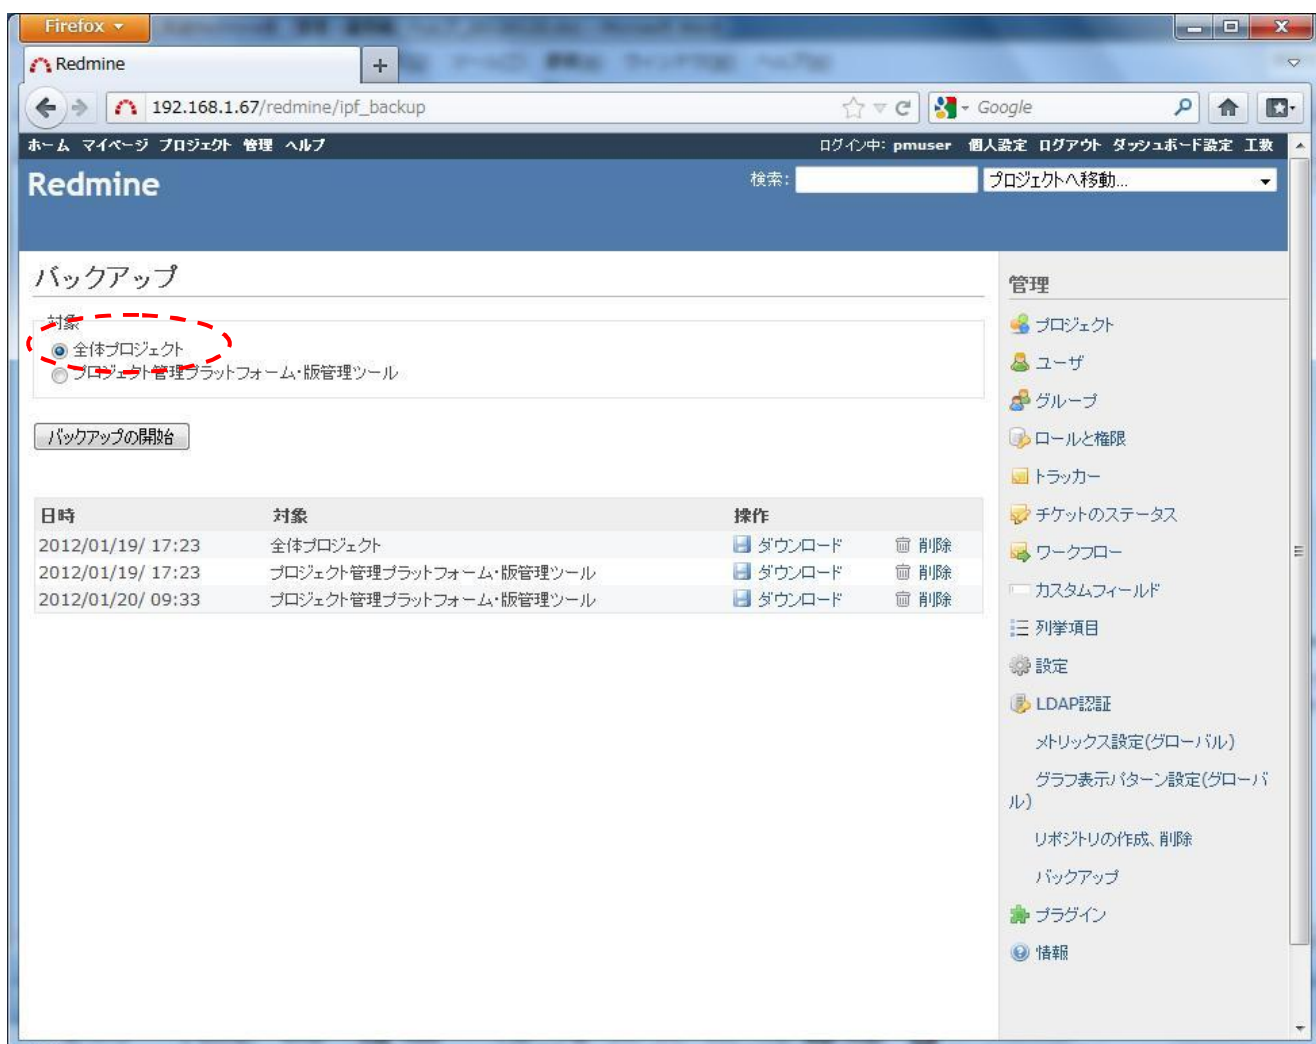 Firefox
Redmine
192.168.1.67/redmine/ipf_backup
Google
ホーム マイページ プロジェクト 管理 ヘルプ
ログイン中: pmuser 個人設定 ログアウト ダッシュボード設定 工数
Redmine
検索:
プロジェクトへ移動...
バックアップ
対象
全体プロジェクト
プロジェクト管理プラットフォーム・版管理ツール
バックアップの開始
日時 対象 操作
2012/01/19/ 17:23 全体プロジェクト ダウンロード 削除
2012/01/19/ 17:23 プロジェクト管理プラットフォーム・版管理ツール ダウンロード 削除
2012/01/20/ 09:33 プロジェクト管理プラットフォーム・版管理ツール ダウンロード 削除
管理
プロジェクト
ユーザ
グループ
ロールと権限
トラッカー
チケットのステータス
ワークフロー
カスタムフィールド
列挙項目
設定
LDAP認証
メトリックス設定(グローバル)
グラフ表示パターン設定(グローバ
ル)
リポジトリの作成、削除
バックアップ
プラグイン
情報